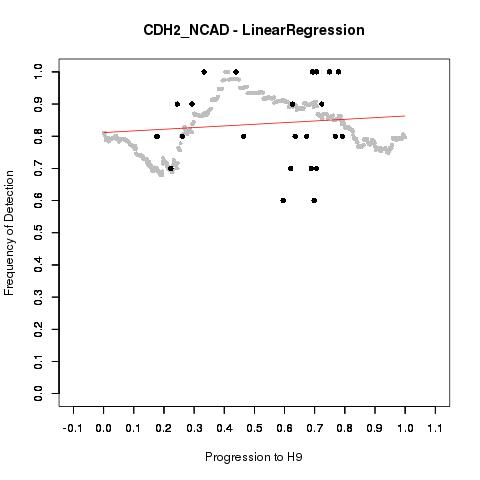 CDH2_NCAD - LinearRegression
Frequency of Detection
1.0
0.9
0.8
0.7
0.6
0.5
0.4
0.3
0.2
0.1
0.0
-0.1 0.0 0.1 0.2 0.3 0.4 0.5 0.6 0.7 0.8 0.9 1.0 1.1
Progression to H9